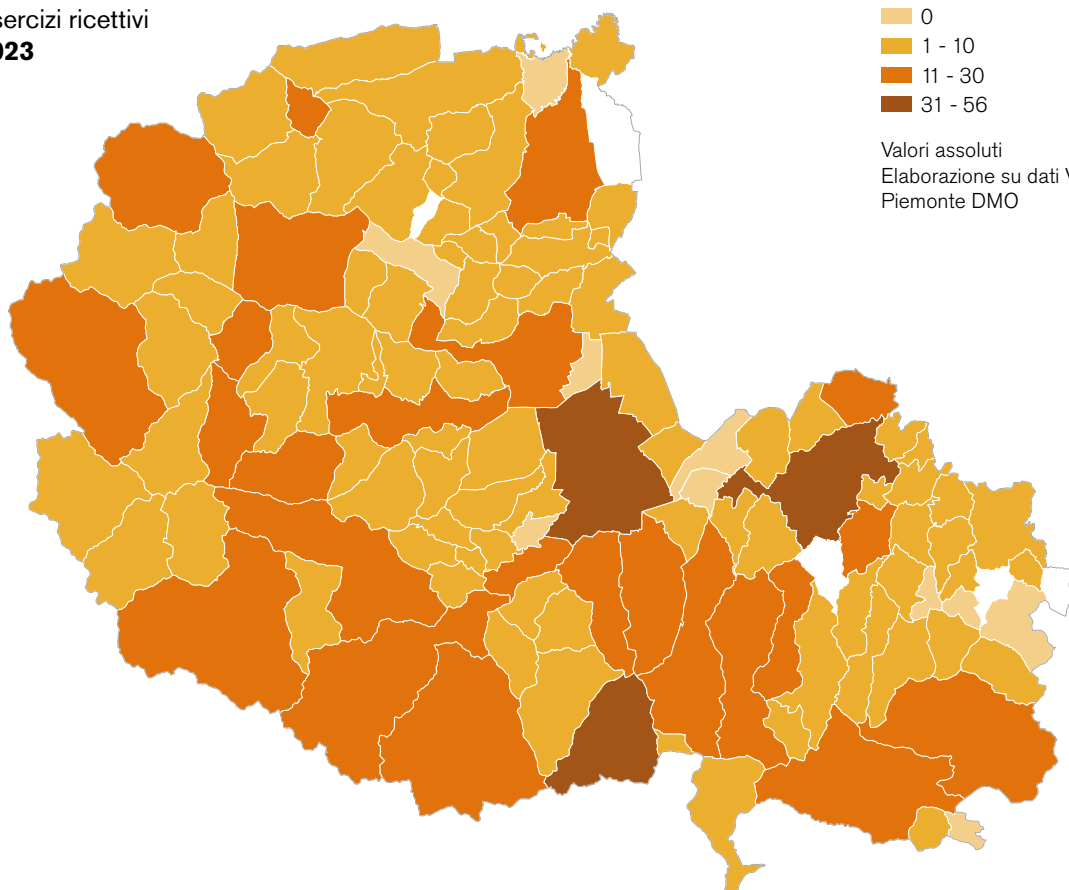 sercizi ricettivi
023
0
1 - 10
11 - 30
31 - 56
Valori assoluti
Elaborazione su dati V
Piemonte DMO